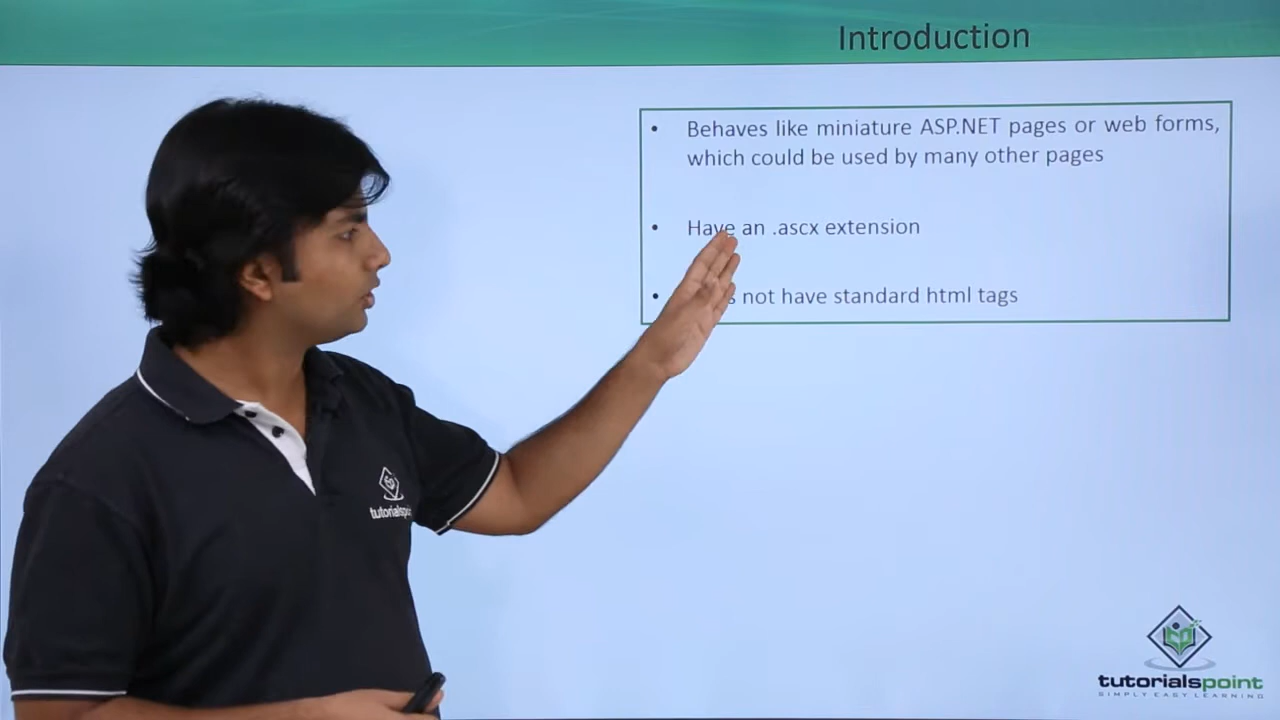 Introduction
• Behaves like miniature ASP.NET pages or web forms,
which could be used by many other pages
• Have an .ascx extension
• not have standard html tags
tutorialspoint
tutorialspoint
SIMPLY EASY LEARNING